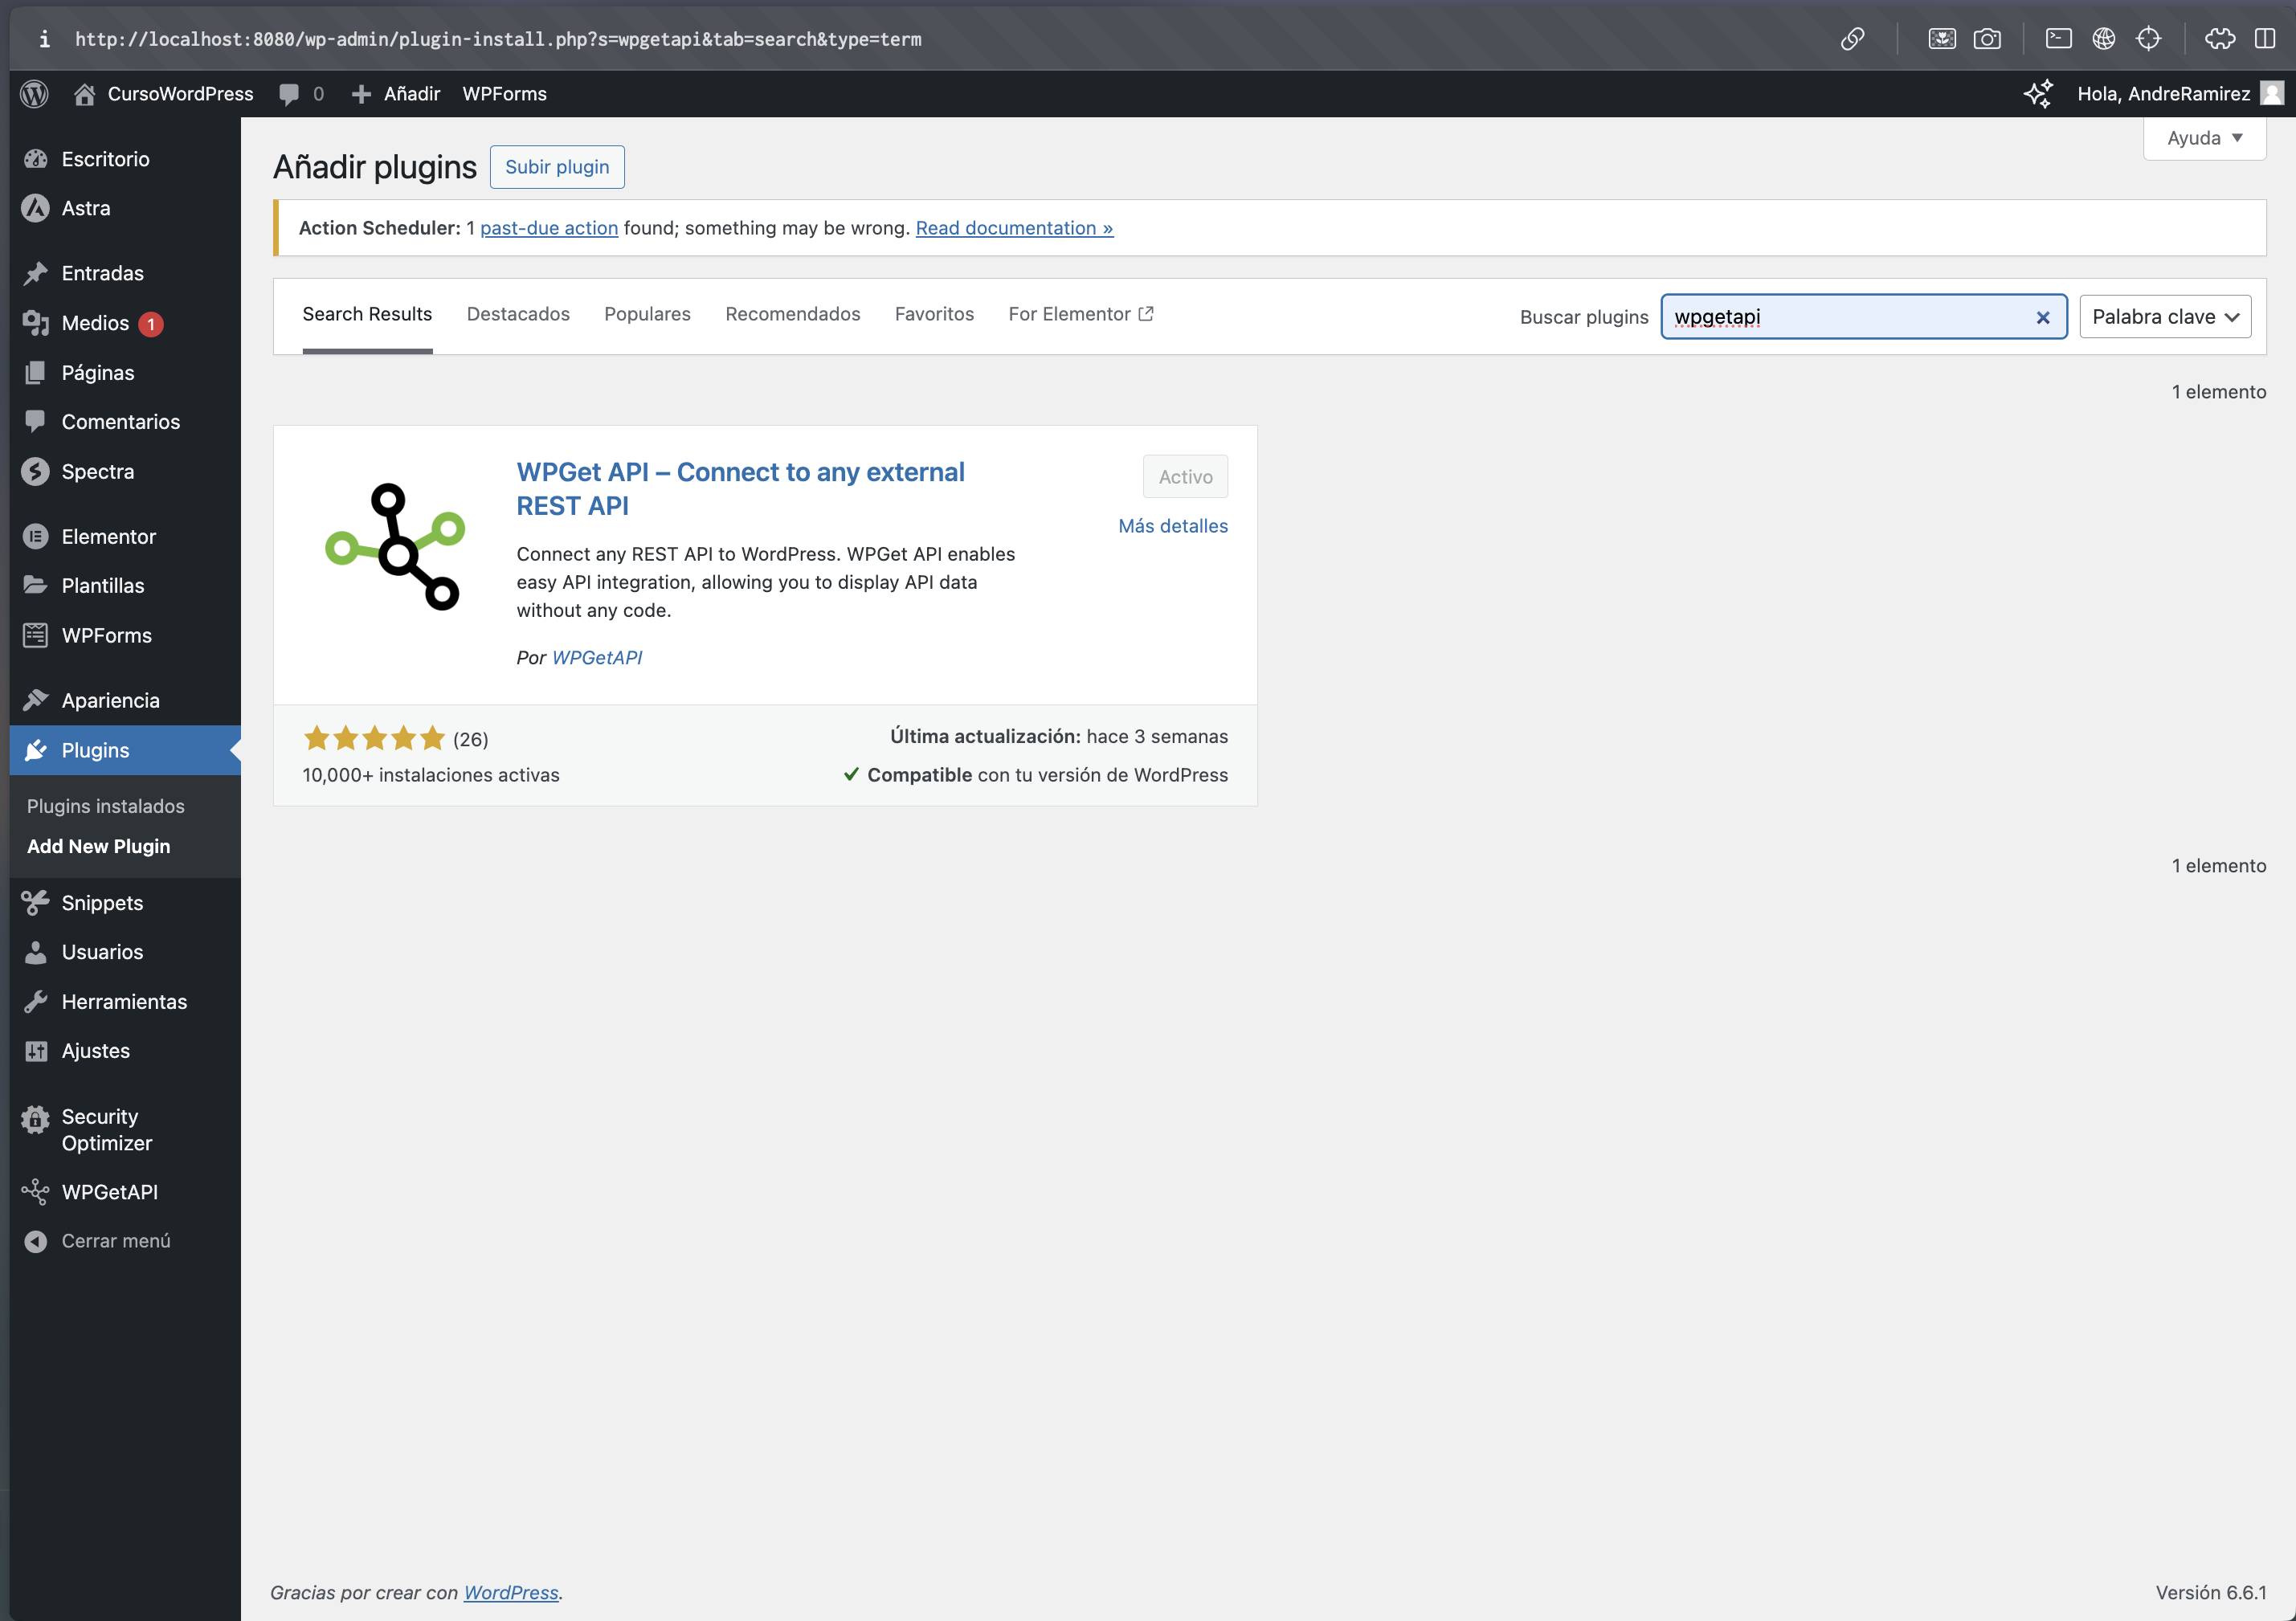 http://localhost:8080/wp-admin/plugin-install.php?s=wpgetapi&tab=search&type=term
CursoWordPress 0 Añadir WPForms Hola, AndreRamirez
Escritorio
Astra
Entradas
Medios 1
Páginas
Comentarios
Spectra
Elementor
Plantillas
WPForms
Apariencia
Plugins
Plugins instalados
Add New Plugin
Snippets
Usuarios
Herramientas
Ajustes
Security
Optimizer
WPGetAPI
Cerrar menú
Ayuda
Añadir plugins Subir plugin
Action Scheduler: 1 past-due action found; something may be wrong. Read documentation »
Search Results Destacados Populares Recomendados Favoritos For Elementor Buscar plugins wpgetapi Palabra clave
1 elemento
WPGet API – Connect to any external
REST API
Activo
Más detalles
Connect any REST API to WordPress. WPGet API enables
easy API integration, allowing you to display API data
without any code.
Por WPGetAPI
(26)
10,000+ instalaciones activas
Última actualización: hace 3 semanas
Compatible con tu versión de WordPress
1 elemento
Gracias por crear con WordPress.
Versión 6.6.1